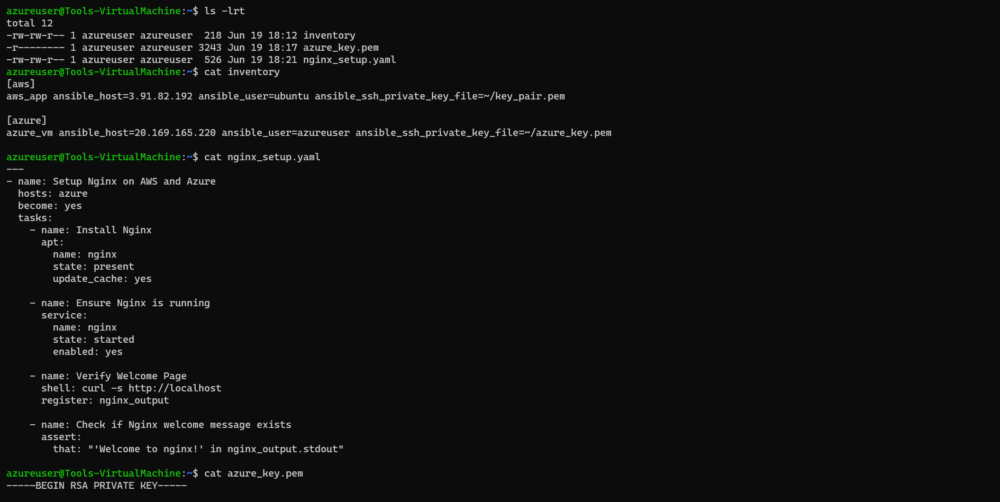 azureuser@Tools-VirtualMachine:~$ ls -lrt
total 12
-rw-rw-r-- 1 azureuser azureuser  218 Jun 19 18:12 inventory
-r-------- 1 azureuser azureuser 3243 Jun 19 18:17 azure_key.pem
-rw-rw-r-- 1 azureuser azureuser  526 Jun 19 18:21 nginx_setup.yaml
azureuser@Tools-VirtualMachine:~$ cat inventory
[aws]
aws_app ansible_host=3.91.82.192 ansible_user=ubuntu ansible_ssh_private_key_file=~/key_pair.pem

[azure]
azure_vm ansible_host=20.169.165.220 ansible_user=azureuser ansible_ssh_private_key_file=~/azure_key.pem

azureuser@Tools-VirtualMachine:~$ cat nginx_setup.yaml
---
- name: Setup Nginx on AWS and Azure
  hosts: azure
  become: yes
  tasks:
    - name: Install Nginx
      apt:
        name: nginx
        state: present
        update_cache: yes

    - name: Ensure Nginx is running
      service:
        name: nginx
        state: started
        enabled: yes

    - name: Verify Welcome Page
      shell: curl -s http://localhost
      register: nginx_output

    - name: Check if Nginx welcome message exists
      assert:
        that: "'Welcome to nginx!' in nginx_output.stdout"

azureuser@Tools-VirtualMachine:~$ cat azure_key.pem
-----BEGIN RSA PRIVATE KEY-----